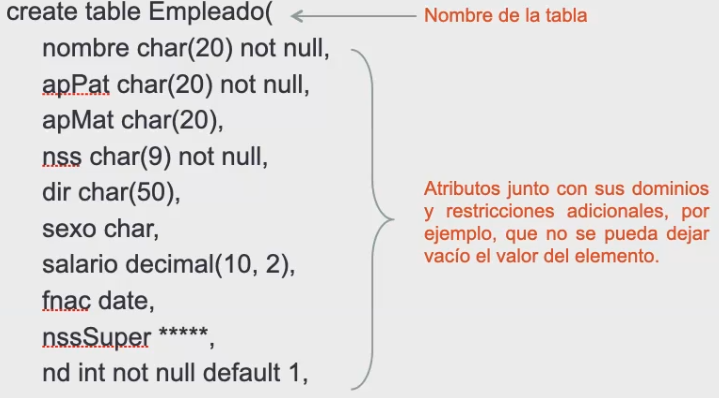 create table Empleado(
Nombre de la tabla
nombre char(20) not null,
apPat char(20) not null,
apMat char(20),
nss char(9) not null,
dir char(50),
sexo char,
salario decimal(10, 2),
fnac date,
nssSuper *****,
nd int not null default 1,
Atributos junto con sus dominios
y restricciones adicionales, por
ejemplo, que no se pueda dejar
vacío el valor del elemento.